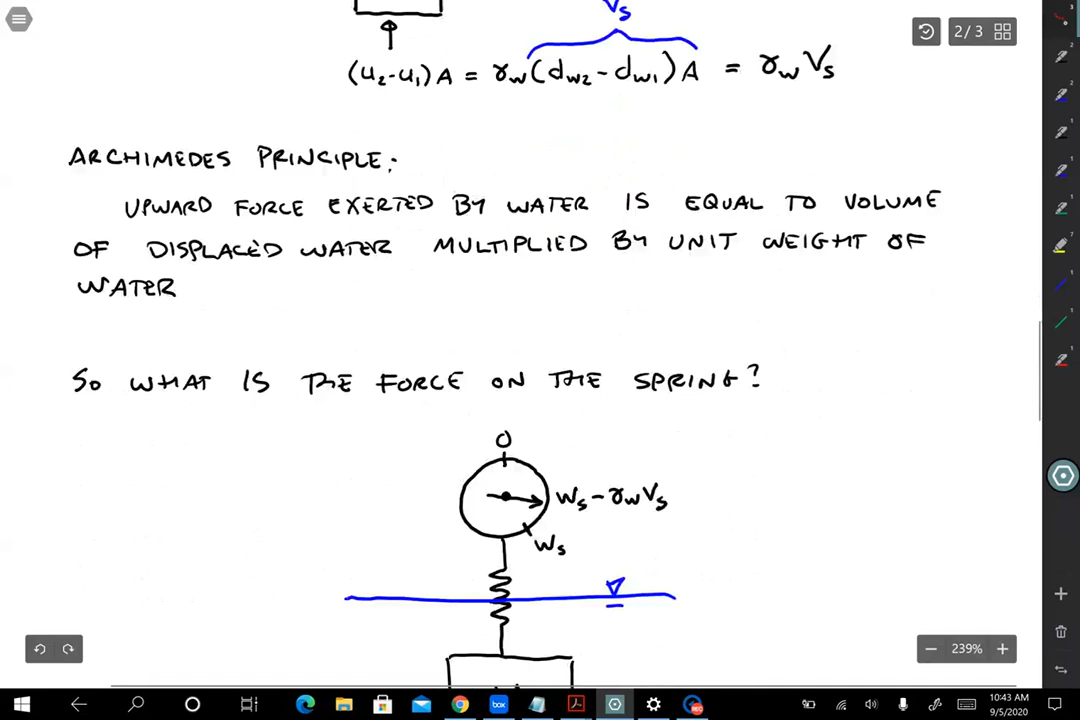 Vs
2/3
(u2-u1)A = γw(dw2-dw1)A = γwVs
ARCHIMEDES PRINCIPLE:
UPWARD FORCE EXERTED BY WATER IS EQUAL TO VOLUME
OF DISPLACED WATER MULTIPLIED BY UNIT WEIGHT OF
WATER
SO WHAT IS THE FORCE ON THE SPRING?
0
Ws-γwVs
Ws
239%
10:43 AM
9/5/2020